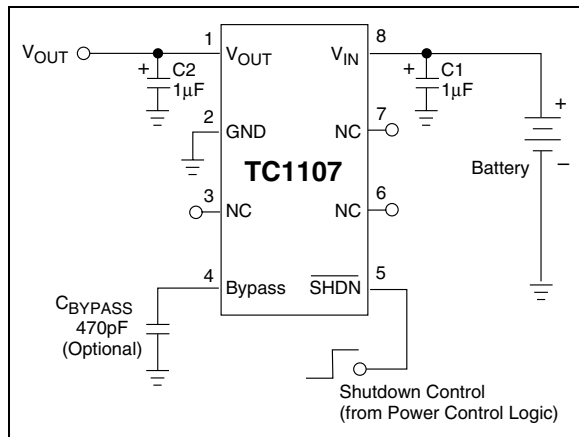 1
8
VOUT
VOUT
VIN
+
C2
1µF
+
C1
1µF
2
GND
7
NC
+
–
Battery
TC1107
3
NC
6
NC
4
Bypass
5
SHDN
CBYPASS
470pF
(Optional)
Shutdown Control
(from Power Control Logic)